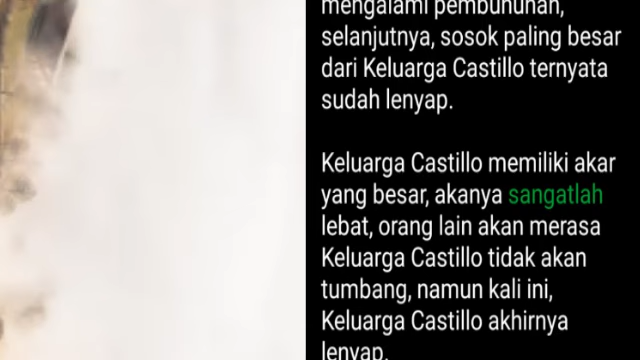 mengalami pembunuhan,
selanjutnya, sosok paling besar
dari Keluarga Castillo ternyata
sudah lenyap.
Keluarga Castillo memiliki akar
yang besar, akanya sangatlah
lebat, orang lain akan merasa
Keluarga Castillo tidak akan
tumbang, namun kali ini,
Keluarga Castillo akhirnya
lenyap.